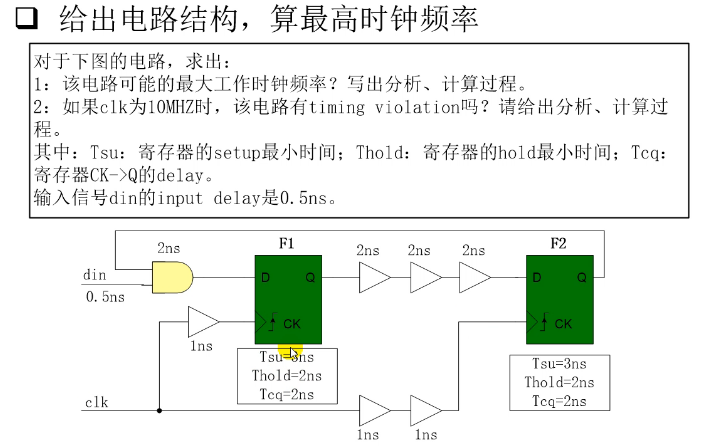 给出电路结构，算最高时钟频率
对于下图的电路，求出：
1：该电路可能的最大工作时钟频率？写出分析、计算过程。
2：如果clk为10MHZ时，该电路有timing violation吗？请给出分析、计算过
程。
其中：Tsu：寄存器的setup最小时间；Thold：寄存器的hold最小时间；Tcq：
寄存器CK->Q的delay。
输入信号din的input delay是0.5ns。
2ns F1 2ns 2ns 2ns F2
din D Q D Q
0.5ns
CK CK
1ns
Tsu=3ns
Thold=2ns
Tcq=2ns
Tsu=3ns
Thold=2ns
Tcq=2ns
clk
1ns 1ns